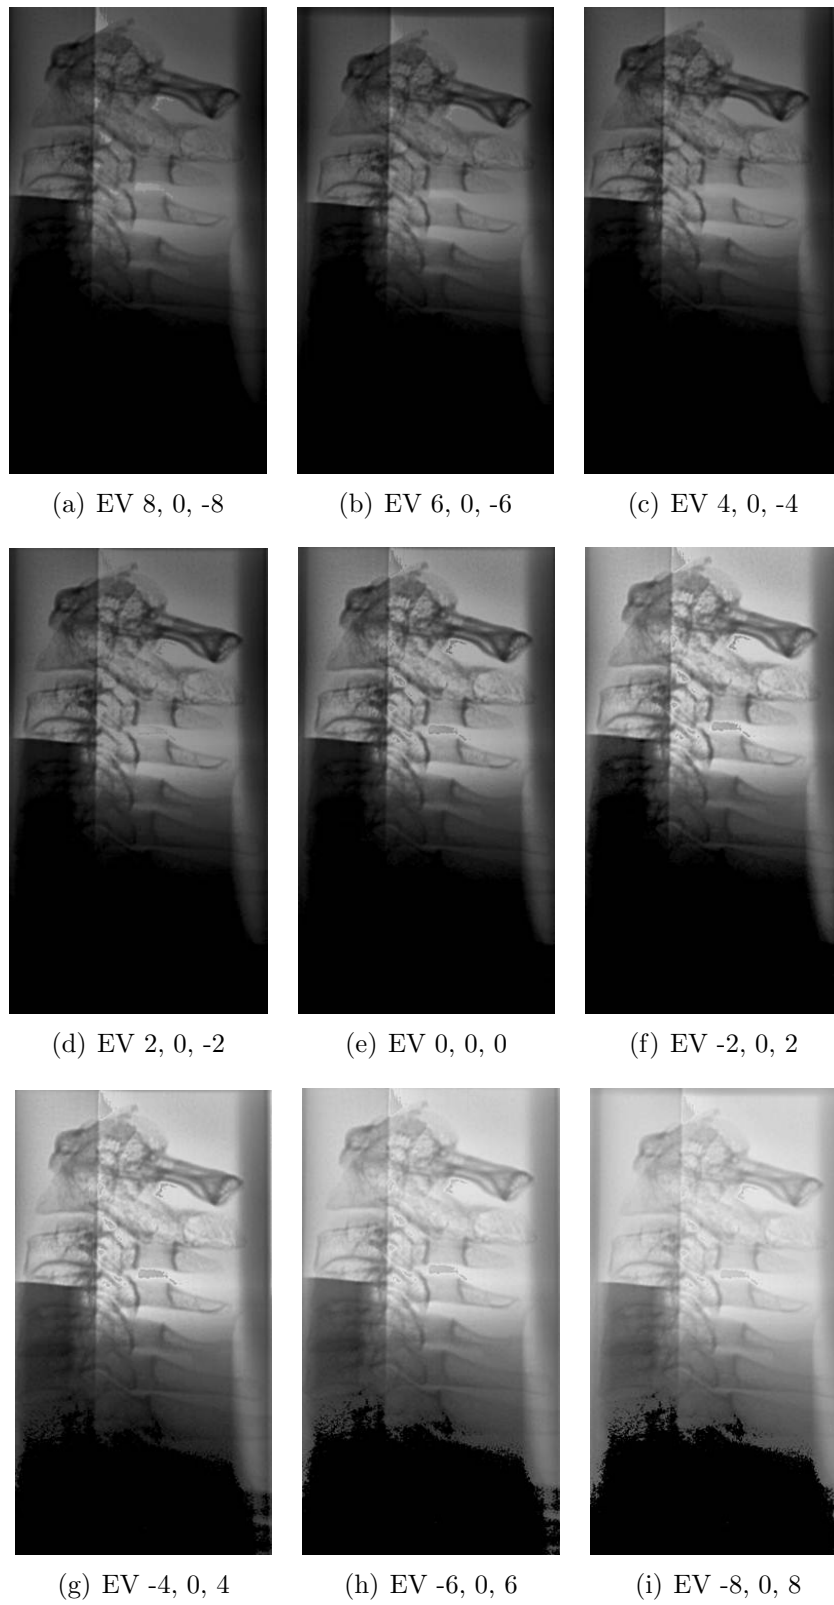 (a) EV 8, 0, -8
(b) EV 6, 0, -6
(c) EV 4, 0, -4
(d) EV 2, 0, -2
(e) EV 0, 0, 0
(f) EV -2, 0, 2
(g) EV -4, 0, 4
(h) EV -6, 0, 6
(i) EV -8, 0, 8